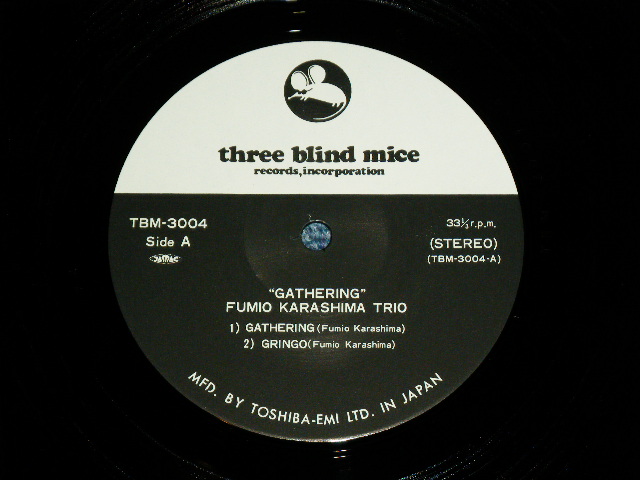 three blind mice
records, incorporation
TBM-3004
33⅓ r.p.m.
Side A
(STEREO)
(TBM-3004-A)
"GATHERING"
FUMIO KARASHIMA TRIO
1) GATHERING (Fumio Karashima)
2) GRINGO (Fumio Karashima)
MFD. BY TOSHIBA-EMI LTD. IN JAPAN